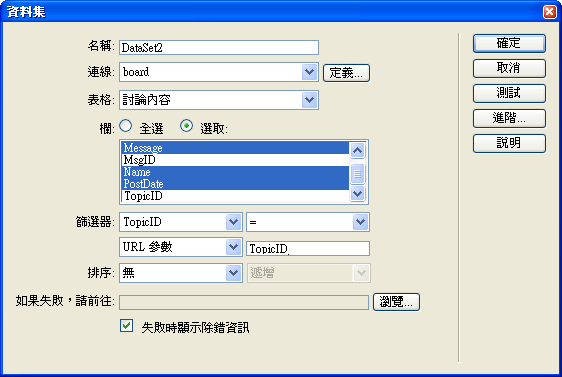 資料集
名稱: DataSet2 確定
連線: board 定義... 取消
表格: 討論內容 測試
欄: 全選 選取: 進階...
Message 說明
MsgID
Name
PostDate
TopicID
篩選器: TopicID =
URL 參數 TopicID
排序: 無 遞增
如果失敗，請前往: 瀏覽...
失敗時顯示除錯資訊